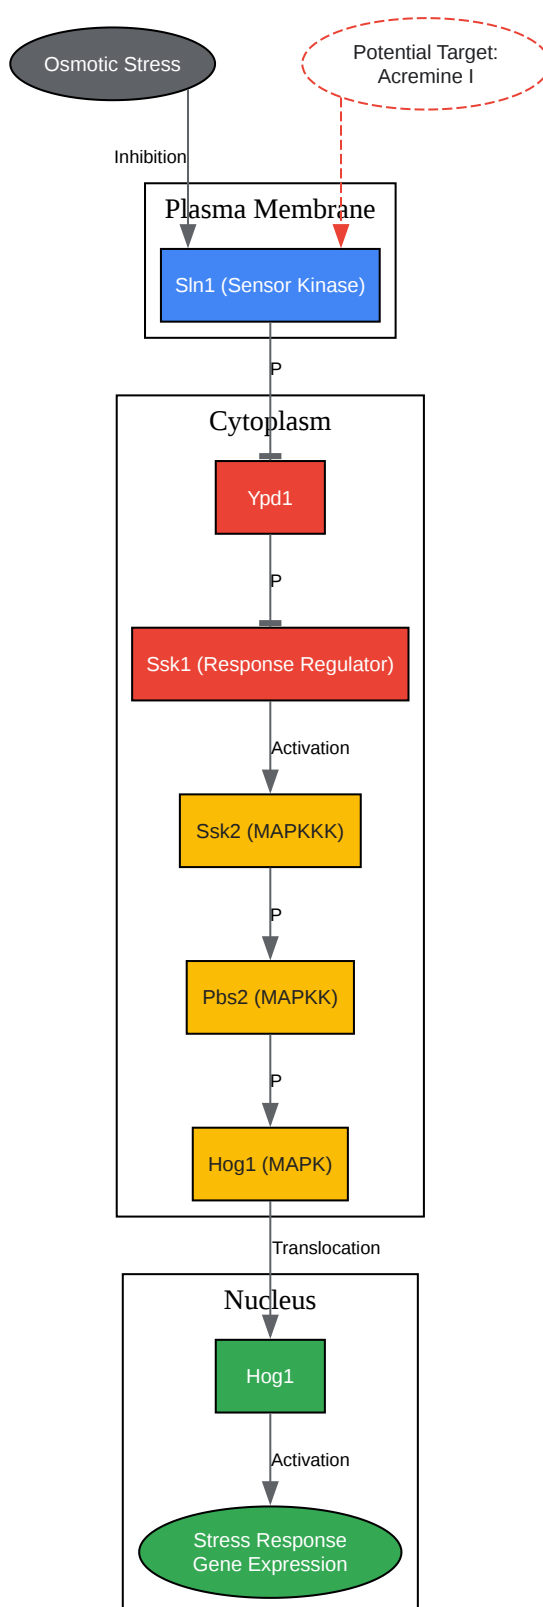 Osmotic Stress
Potential Target:
Acremine I
Inhibition
Plasma Membrane
Sln1 (Sensor Kinase)
P
Cytoplasm
Ypd1
P
Ssk1 (Response Regulator)
Activation
Ssk2 (MAPKKK)
P
Pbs2 (MAPKK)
P
Hog1 (MAPK)
Translocation
Nucleus
Hog1
Activation
Stress Response
Gene Expression